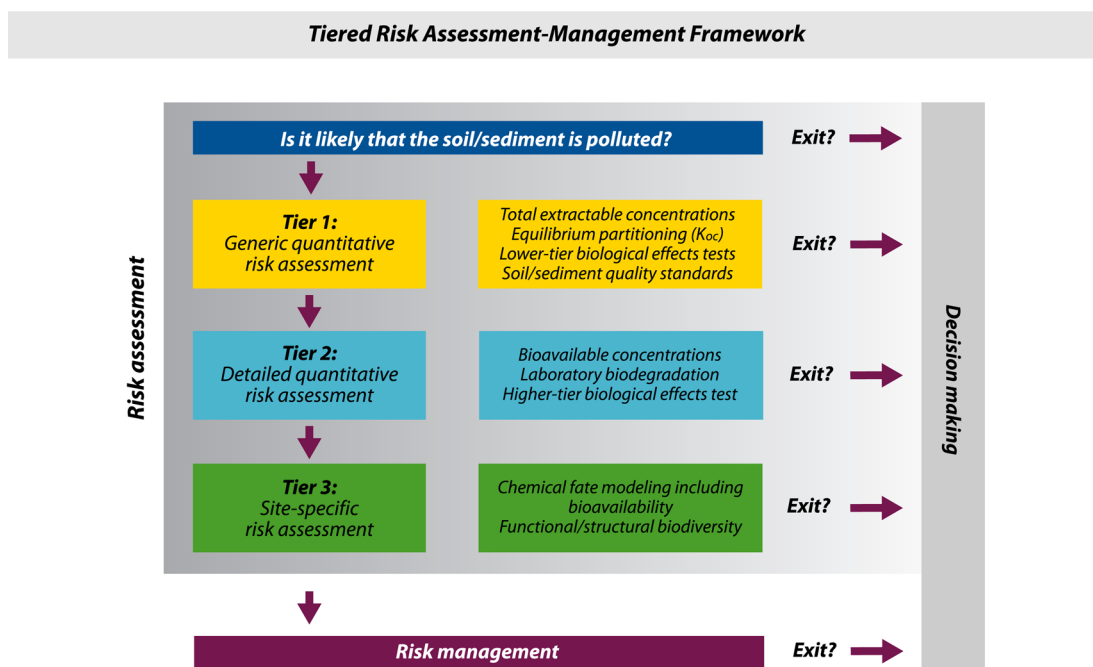 Tiered Risk Assessment-Management Framework
Is it likely that the soil/sediment is polluted?
Exit?
Tier 1:
Generic quantitative
risk assessment
Total extractable concentrations
Equilibrium partitioning (Koc)
Lower-tier biological effects tests
Soil/sediment quality standards
Exit?
Risk assessment
Tier 2:
Detailed quantitative
risk assessment
Bioavailable concentrations
Laboratory biodegradation
Higher-tier biological effects test
Exit?
Decision making
Tier 3:
Site-specific
risk assessment
Chemical fate modeling including
bioavailability
Functional/structural biodiversity
Exit?
Risk management
Exit?